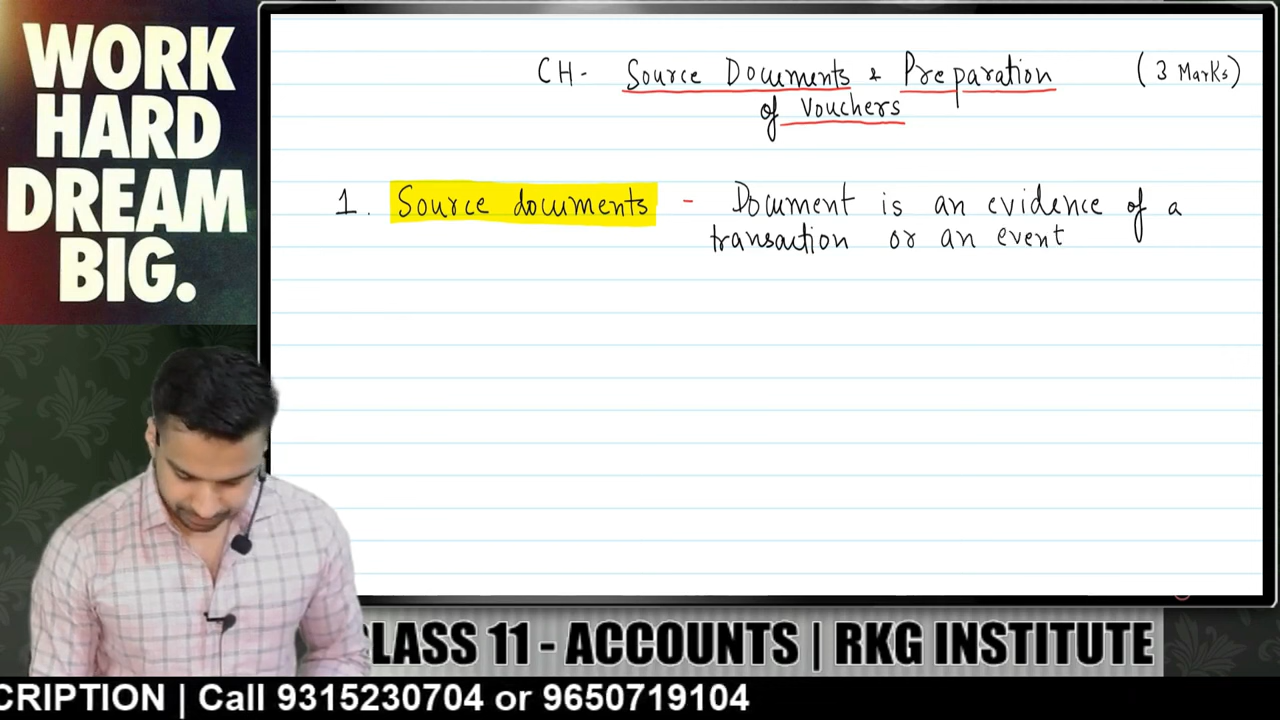 WORK
HARD
DREAM
BIG.
CH- Source Documents & Preparation (3 Marks)
of Vouchers
1. Source documents - Document is an evidence of a
transaction or an event
CLASS 11 - ACCOUNTS | RKG INSTITUTE
CRIPTION | Call 9315230704 or 9650719104